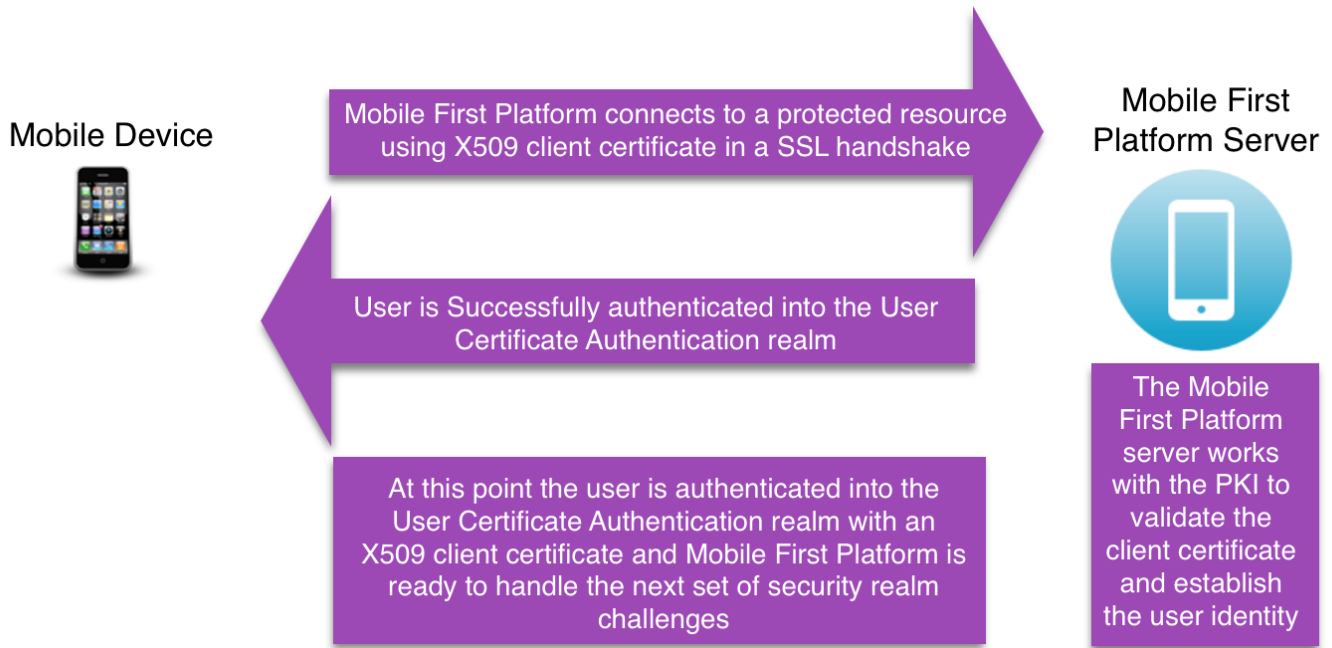 Mobile Device
Mobile First Platform connects to a protected resource
using X509 client certificate in a SSL handshake
Mobile First
Platform Server
User is Successfully authenticated into the User
Certificate Authentication realm
The Mobile
First Platform
server works
with the PKI to
validate the
client certificate
and establish
the user identity
At this point the user is authenticated into the
User Certificate Authentication realm with an
X509 client certificate and Mobile First Platform is
ready to handle the next set of security realm
challenges